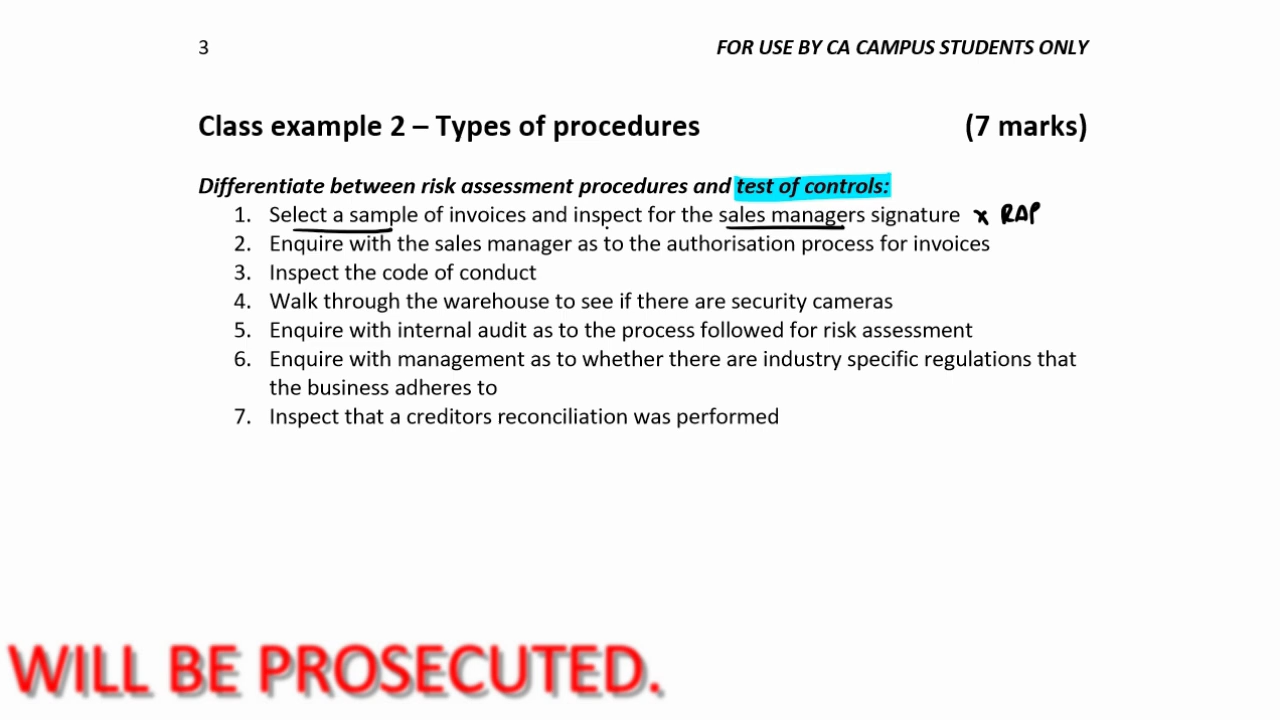 3 FOR USE BY CA CAMPUS STUDENTS ONLY
Class example 2 – Types of procedures (7 marks)
Differentiate between risk assessment procedures and test of controls:
1. Select a sample of invoices and inspect for the sales managers signature x RAP
2. Enquire with the sales manager as to the authorisation process for invoices
3. Inspect the code of conduct
4. Walk through the warehouse to see if there are security cameras
5. Enquire with internal audit as to the process followed for risk assessment
6. Enquire with management as to whether there are industry specific regulations that
the business adheres to
7. Inspect that a creditors reconciliation was performed
WILL BE PROSECUTED.